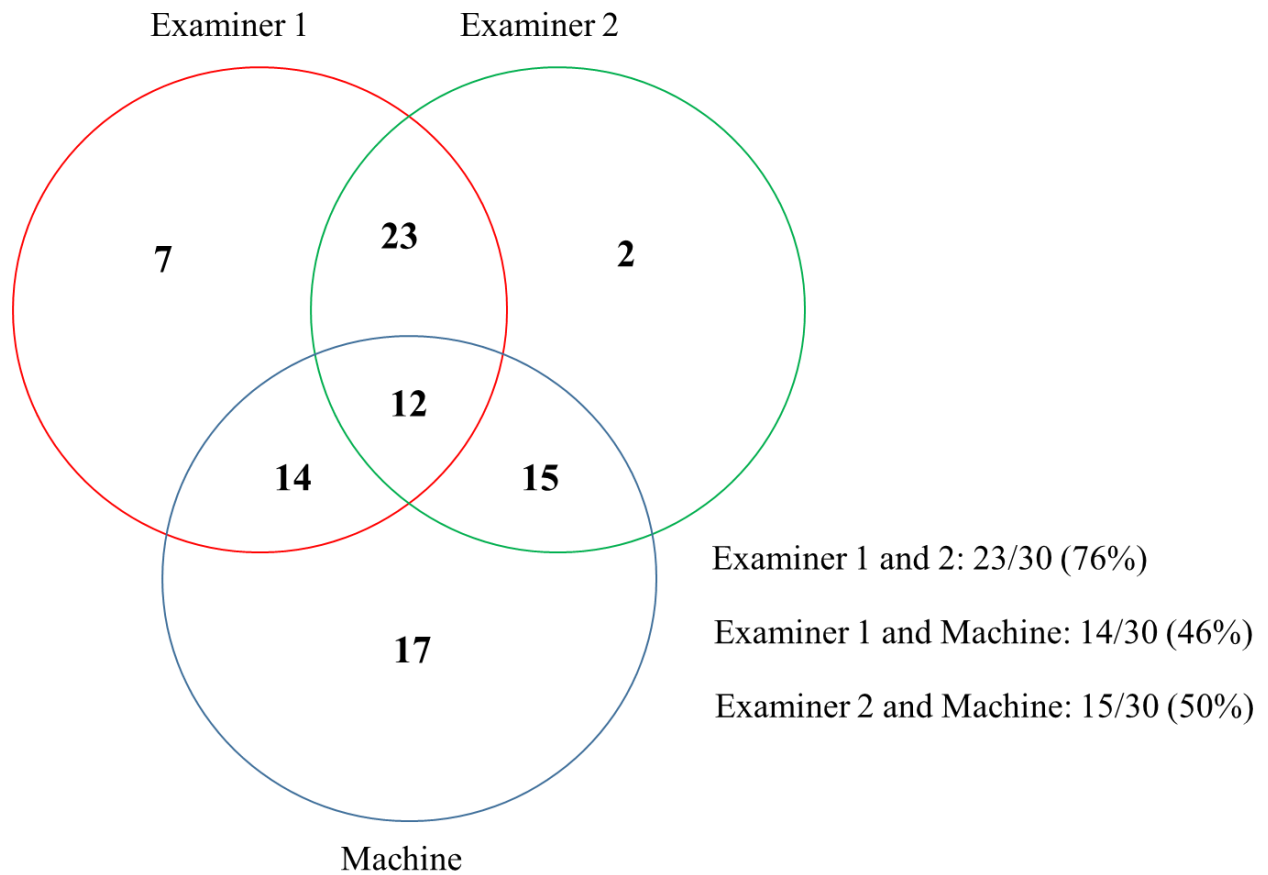 Examiner 1
Examiner 2
7
23
2
12
14
15
17
Examiner 1 and 2: 23/30 (76%)
Examiner 1 and Machine: 14/30 (46%)
Examiner 2 and Machine: 15/30 (50%)
Machine